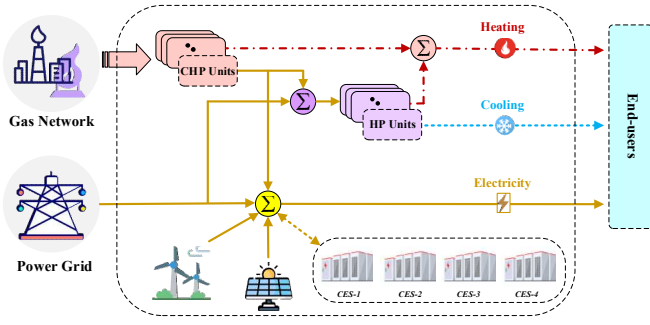 Heating
Σ
CHP Units
Gas Network
Σ
Cooling
HP Units
End-users
Electricity
Σ
Power Grid
CES-1
CES-2
CES-3
CES-4